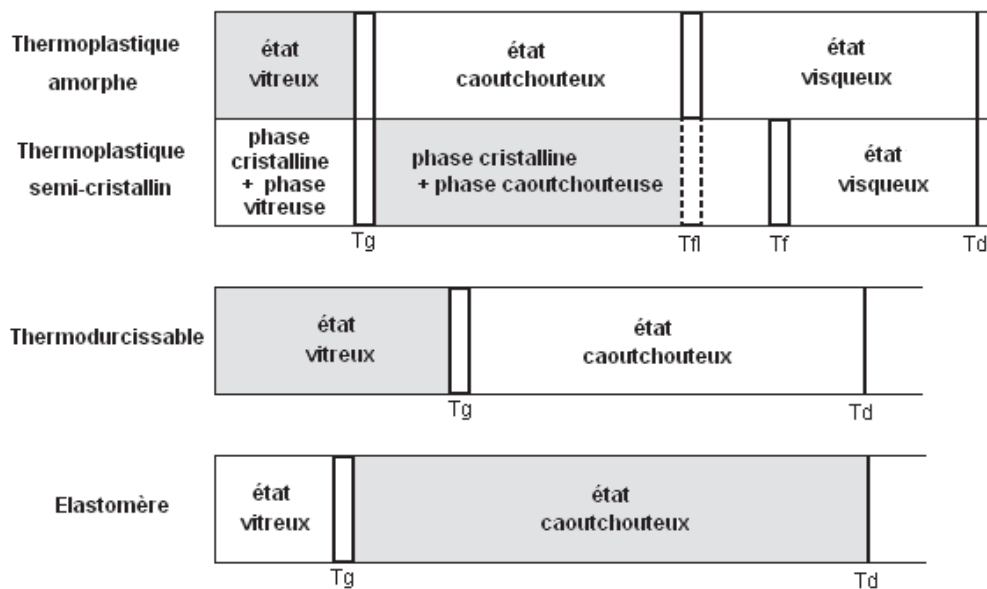 Thermoplastique
amorphe
état
vitreux
état
caoutchouteux
état
visqueux
Thermoplastique
semi-cristallin
phase
cristalline
+ phase
vitreuse
phase cristalline
+ phase caoutchouteuse
état
visqueux
Tg
Tfl
Tf
Td
Thermodurcissable
état
vitreux
état
caoutchouteux
Tg
Td
Elastomère
état
vitreux
état
caoutchouteux
Tg
Td